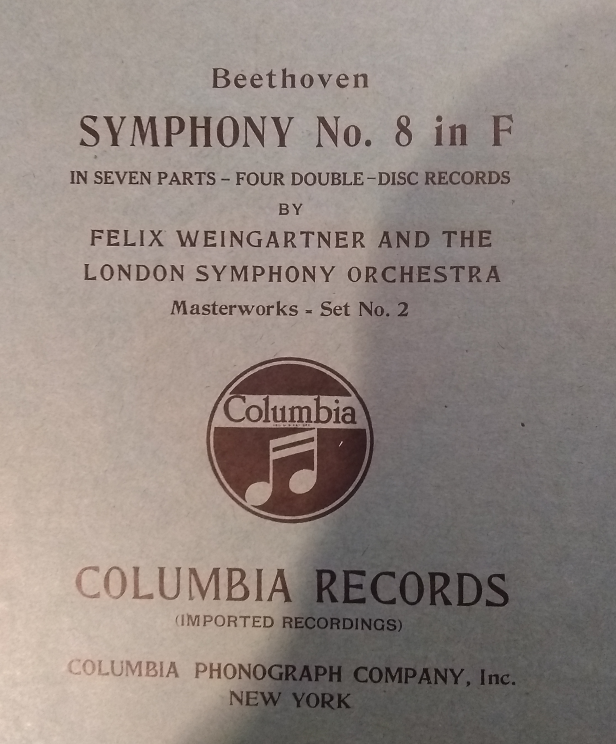 Beethoven
SYMPHONY No. 8 in F
IN SEVEN PARTS – FOUR DOUBLE–DISC RECORDS
BY
FELIX WEINGARTNER AND THE
LONDON SYMPHONY ORCHESTRA
Masterworks - Set No. 2
Columbia
COLUMBIA RECORDS
(IMPORTED RECORDINGS)
COLUMBIA PHONOGRAPH COMPANY, Inc.
NEW YORK